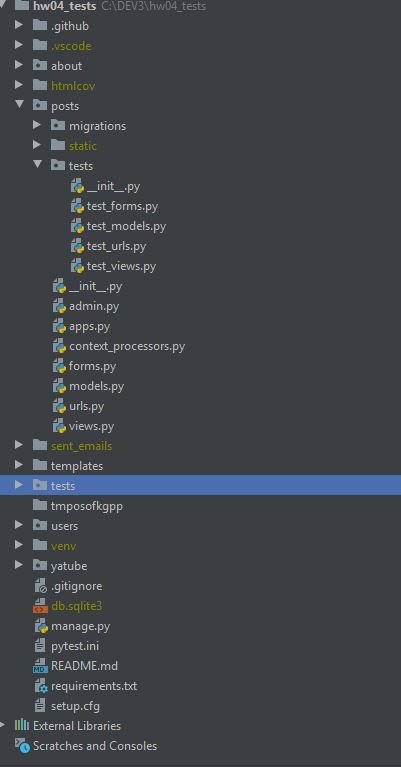 hw04_tests C:\DEV3\hw04_tests
.github
.vscode
about
htmlcov
posts
migrations
static
tests
__init__.py
test_forms.py
test_models.py
test_urls.py
test_views.py
__init__.py
admin.py
apps.py
context_processors.py
forms.py
models.py
urls.py
views.py
sent_emails
templates
tests
tmposofkgpp
users
venv
yatube
.gitignore
db.sqlite3
manage.py
pytest.ini
README.md
requirements.txt
setup.cfg
External Libraries
Scratches and Consoles